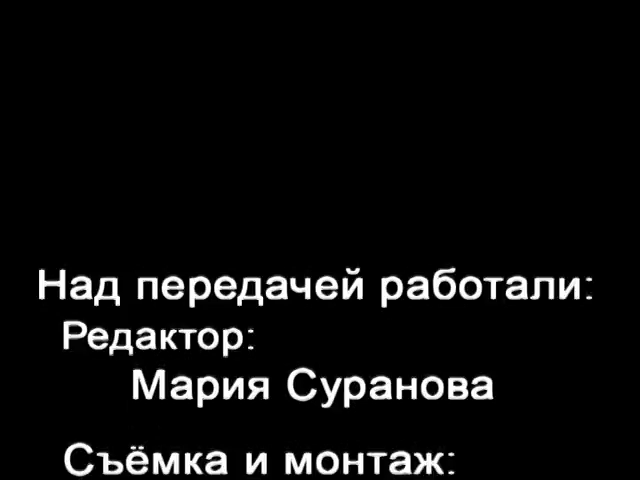 Над передачей работали:
Редактор:
Мария Суранова
Съёмка и монтаж: